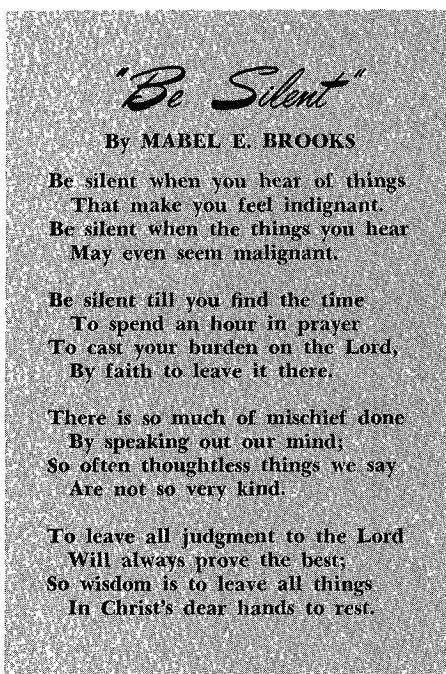 "Be Silent"
By MABEL E. BROOKS
Be silent when you hear of things
That make you feel indignant.
Be silent when the things you hear
May even seem malignant.
Be silent till you find the time
To spend an hour in prayer
To cast your burden on the Lord,
By faith to leave it there.
There is so much of mischief done
By speaking out our mind;
So often thoughtless things we say
Are not so very kind.
To leave all judgment to the Lord
Will always prove the best;
So wisdom is to leave all things
In Christ's dear hands to rest.